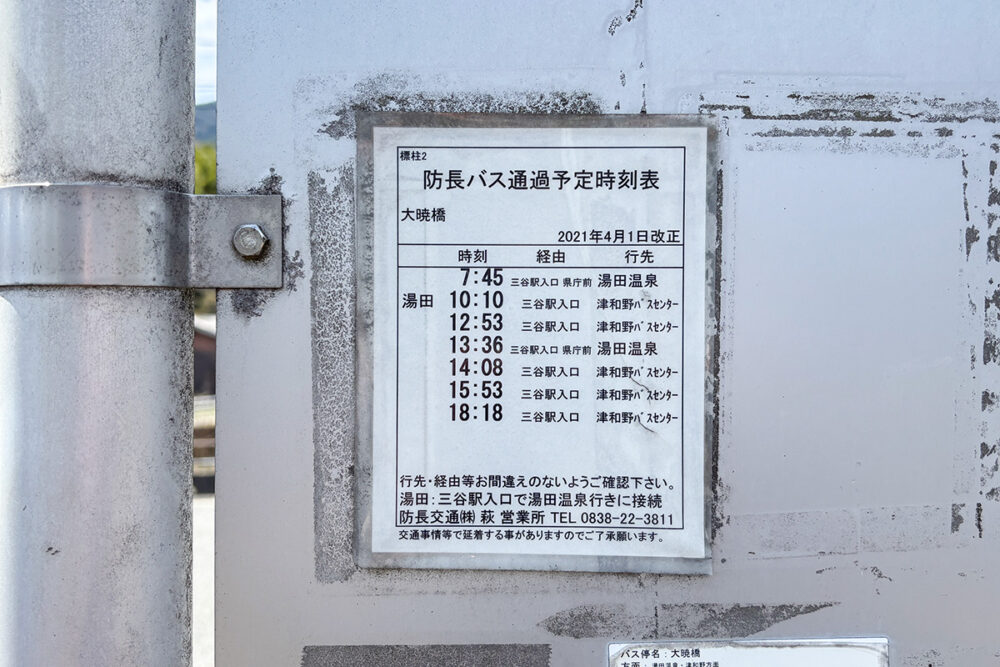 標柱2
防長バス通過予定時刻表
大暁橋
2021年4月1日改正
時刻 経由 行先
7:45 三谷駅入口 県庁前 湯田温泉
湯田 10:10 三谷駅入口 津和野バスセンター
12:53 三谷駅入口 津和野バスセンター
13:36 三谷駅入口 県庁前 湯田温泉
14:08 三谷駅入口 津和野バスセンター
15:53 三谷駅入口 津和野バスセンター
18:18 三谷駅入口 津和野バスセンター
行先・経由等お間違えのないようご確認下さい。
湯田:三谷駅入口で湯田温泉行きに接続
防長交通㈱ 萩 営業所 TEL 0838-22-3811
交通事情等で延着する事がありますのでご了承願います。
バス停名:大暁橋
方面:湯田温泉・津和野方面